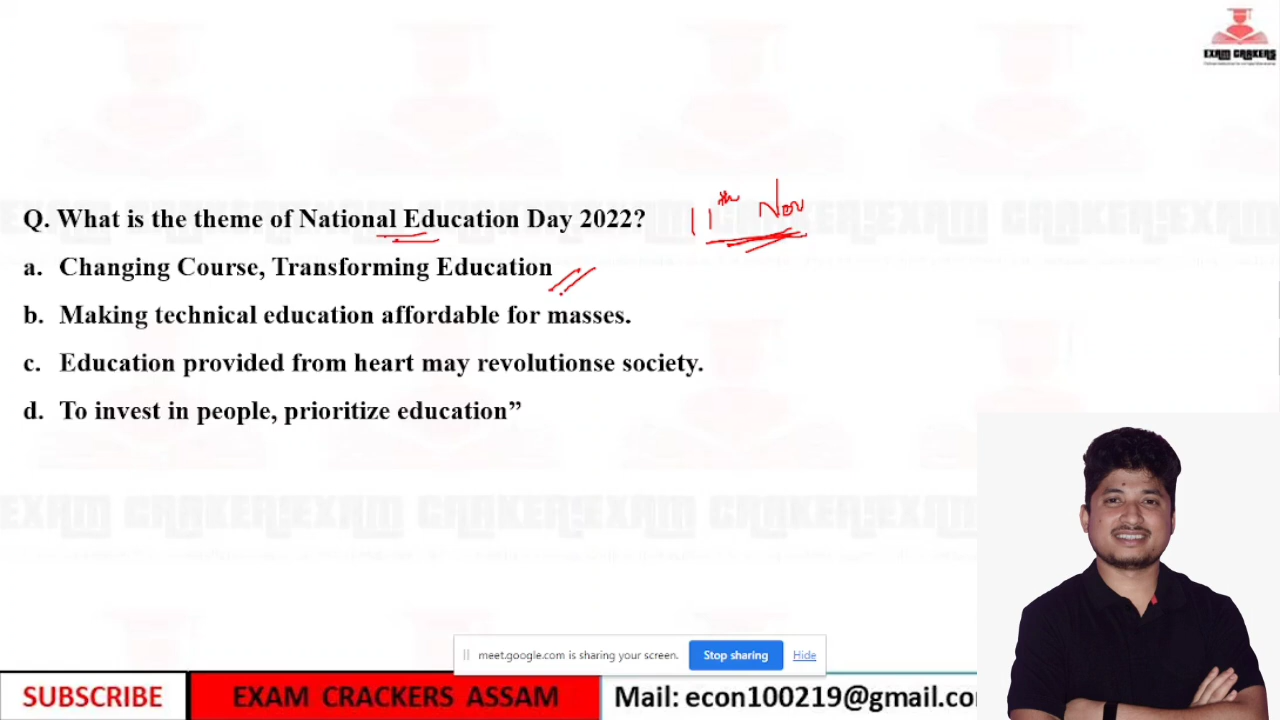 EXAM CRAKERS
Q. What is the theme of National Education Day 2022? 11th Nov
a. Changing Course, Transforming Education
b. Making technical education affordable for masses.
c. Education provided from heart may revolutionse society.
d. To invest in people, prioritize education”
meet.google.com is sharing your screen. Stop sharing Hide
SUBSCRIBE EXAM CRACKERS ASSAM Mail: econ100219@gmail.co